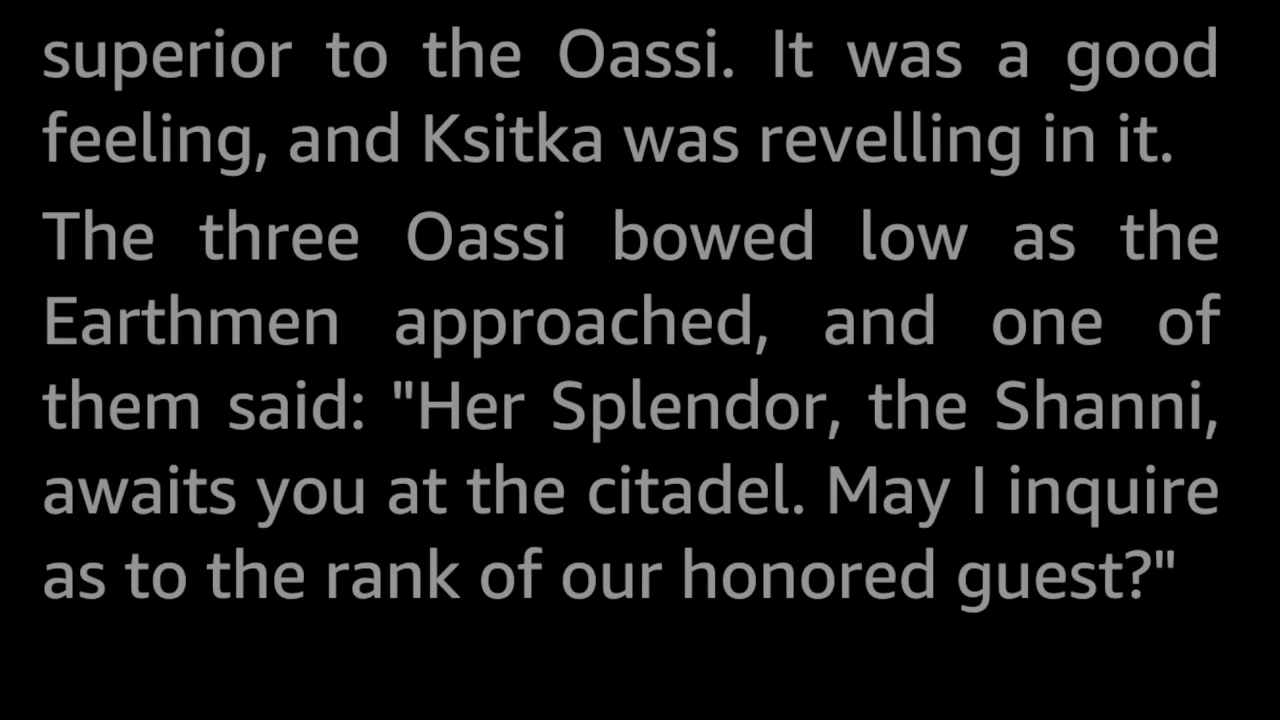 superior to the Oassi. It was a good
feeling, and Ksitka was revelling in it.
The three Oassi bowed low as the
Earthmen approached, and one of
them said: "Her Splendor, the Shanni,
awaits you at the citadel. May I inquire
as to the rank of our honored guest?"